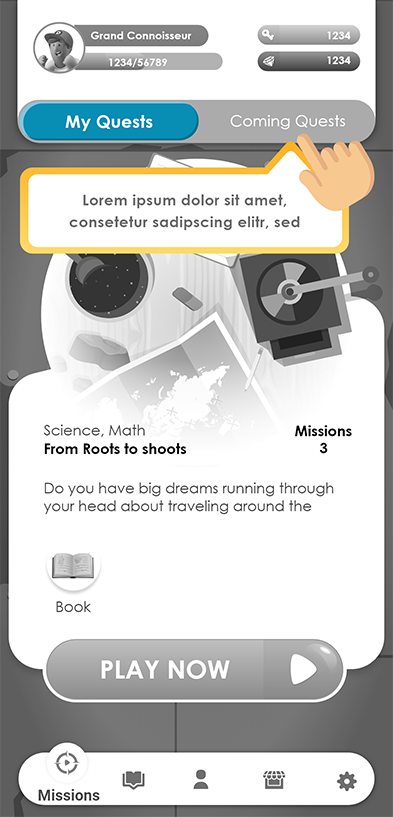 Grand Connoisseur
1234
1234/56789
1234
My Quests
Coming Quests
Lorem ipsum dolor sit amet,
consetetur sadipscing elitr, sed
Science, Math
From Roots to shoots
Missions
3
Do you have big dreams running through
your head about traveling around the
Book
PLAY NOW
Missions